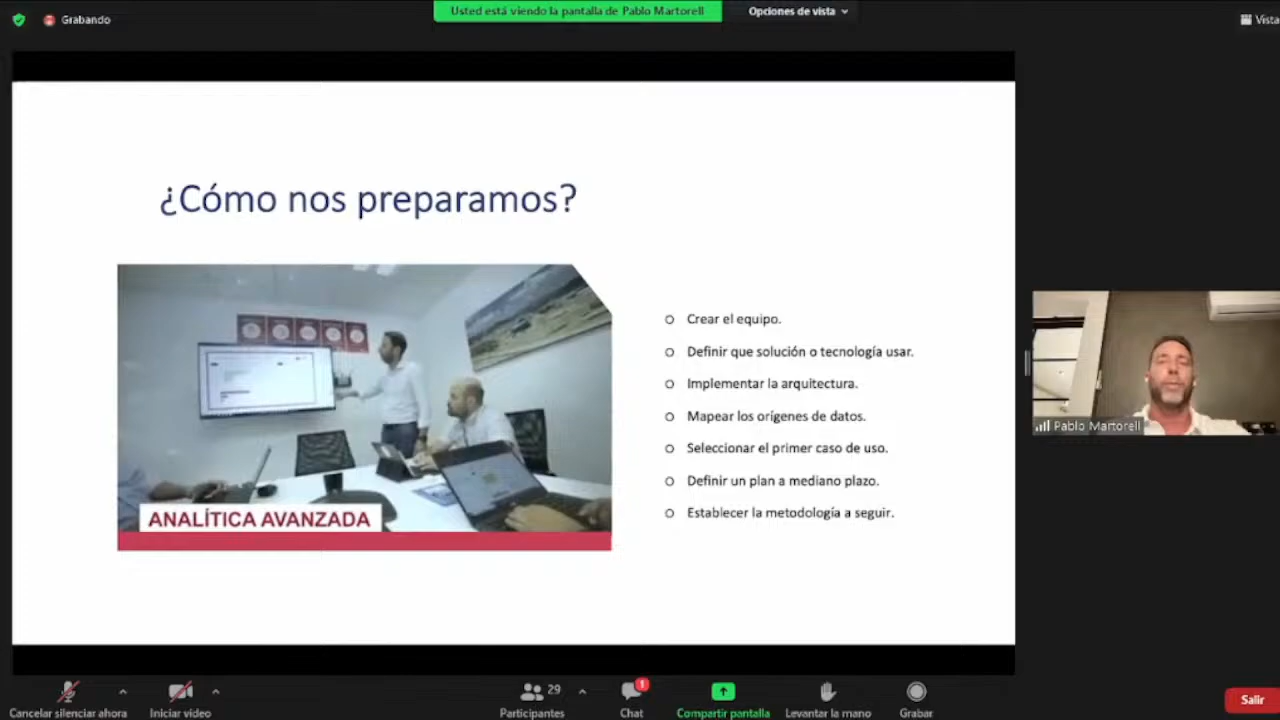 Grabando
Usted está viendo la pantalla de Pablo Martorell
Opciones de vista
Vista
¿Cómo nos preparamos?
Crear el equipo.
Definir que solución o tecnología usar.
Implementar la arquitectura.
Mapear los orígenes de datos.
Seleccionar el primer caso de uso.
Definir un plan a mediano plazo.
Establecer la metodología a seguir.
ANALÍTICA AVANZADA
Pablo Martorell
Cancelar silenciar ahora
Iniciar video
29
Participantes
1
Chat
Compartir pantalla
Levantar la mano
Grabar
Salir